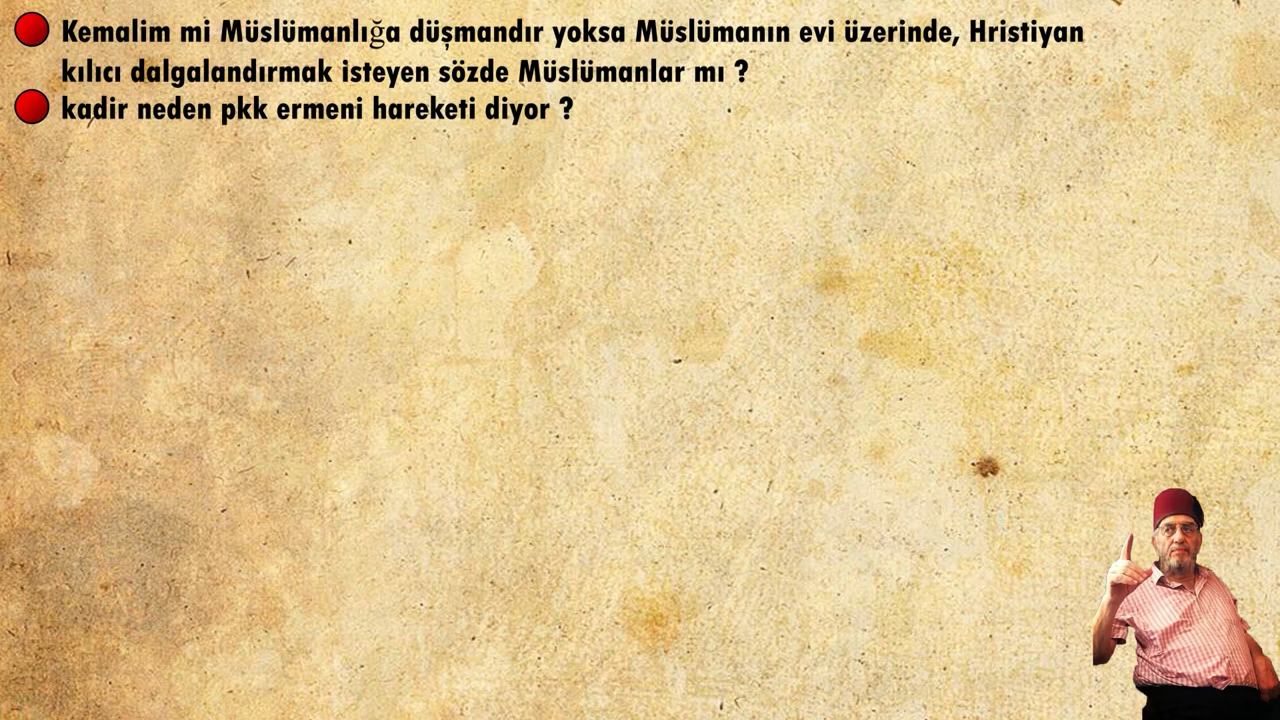 Kemalim mi Müslümanlığa düşmandır yoksa Müslümanın evi üzerinde, Hristiyan
kılıcı dalgalandırmak isteyen sözde Müslümanlar mı ?
kadir neden pkk ermeni hareketi diyor ?